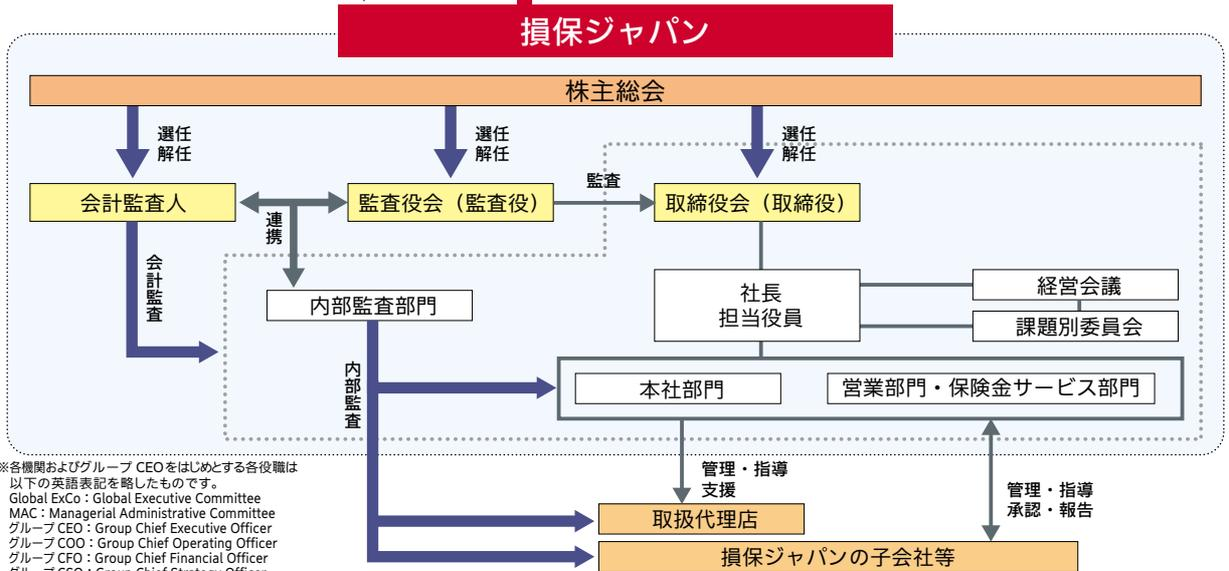 損保ジャパン
株主総会
選任
解任
選任
解任
選任
解任
監査
会計監査人
監査役会（監査役）
取締役会（取締役）
連携
会計監査
内部監査部門
社長
担当役員
経営会議
課題別委員会
内部監査
本社部門
営業部門・保険金サービス部門
※各機関およびグループ CEOをはじめとする各役職は
以下の英語表記を略したものです。
Global ExCo：Global Executive Committee
MAC：Managerial Administrative Committee
グループ CEO：Group Chief Executive Officer
グループ COO：Group Chief Operating Officer
グループ CFO：Group Chief Financial Officer
グループ CSO：Group Chief Strategy Officer
管理・指導
支援
管理・指導
承認・報告
取扱代理店
損保ジャパンの子会社等